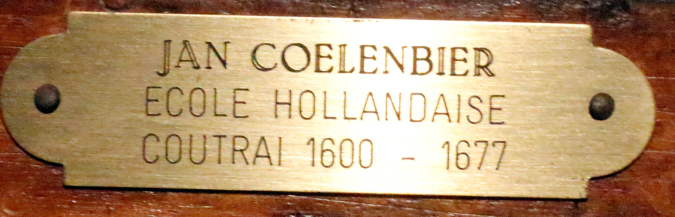 JAN COELENBIER
ECOLE HOLLANDAISE
COUTRAI 1600 - 1677